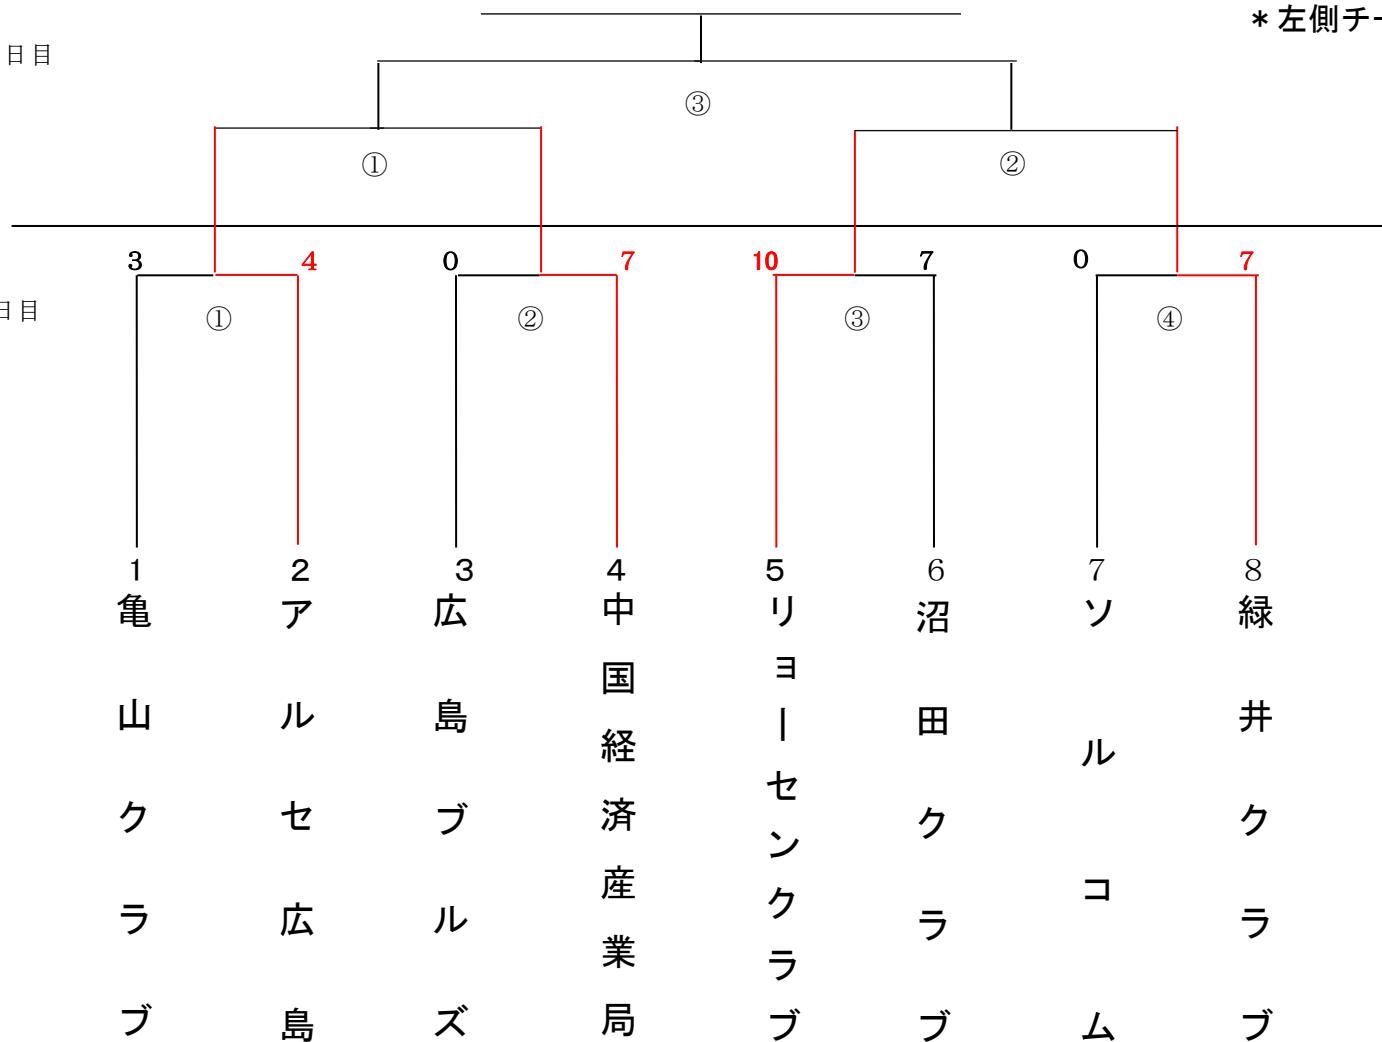 *左側チー
日目
③
① ②
3 4 0 7 10 7 0 7
日目
① ② ③ ④
1 2 3 4 5 6 7 8
亀山クラブ
アルセ広島
広島ブルズ
中国経済産業局
リョーセンクラブ
沼田クラブ
ソルコム
緑井クラブ